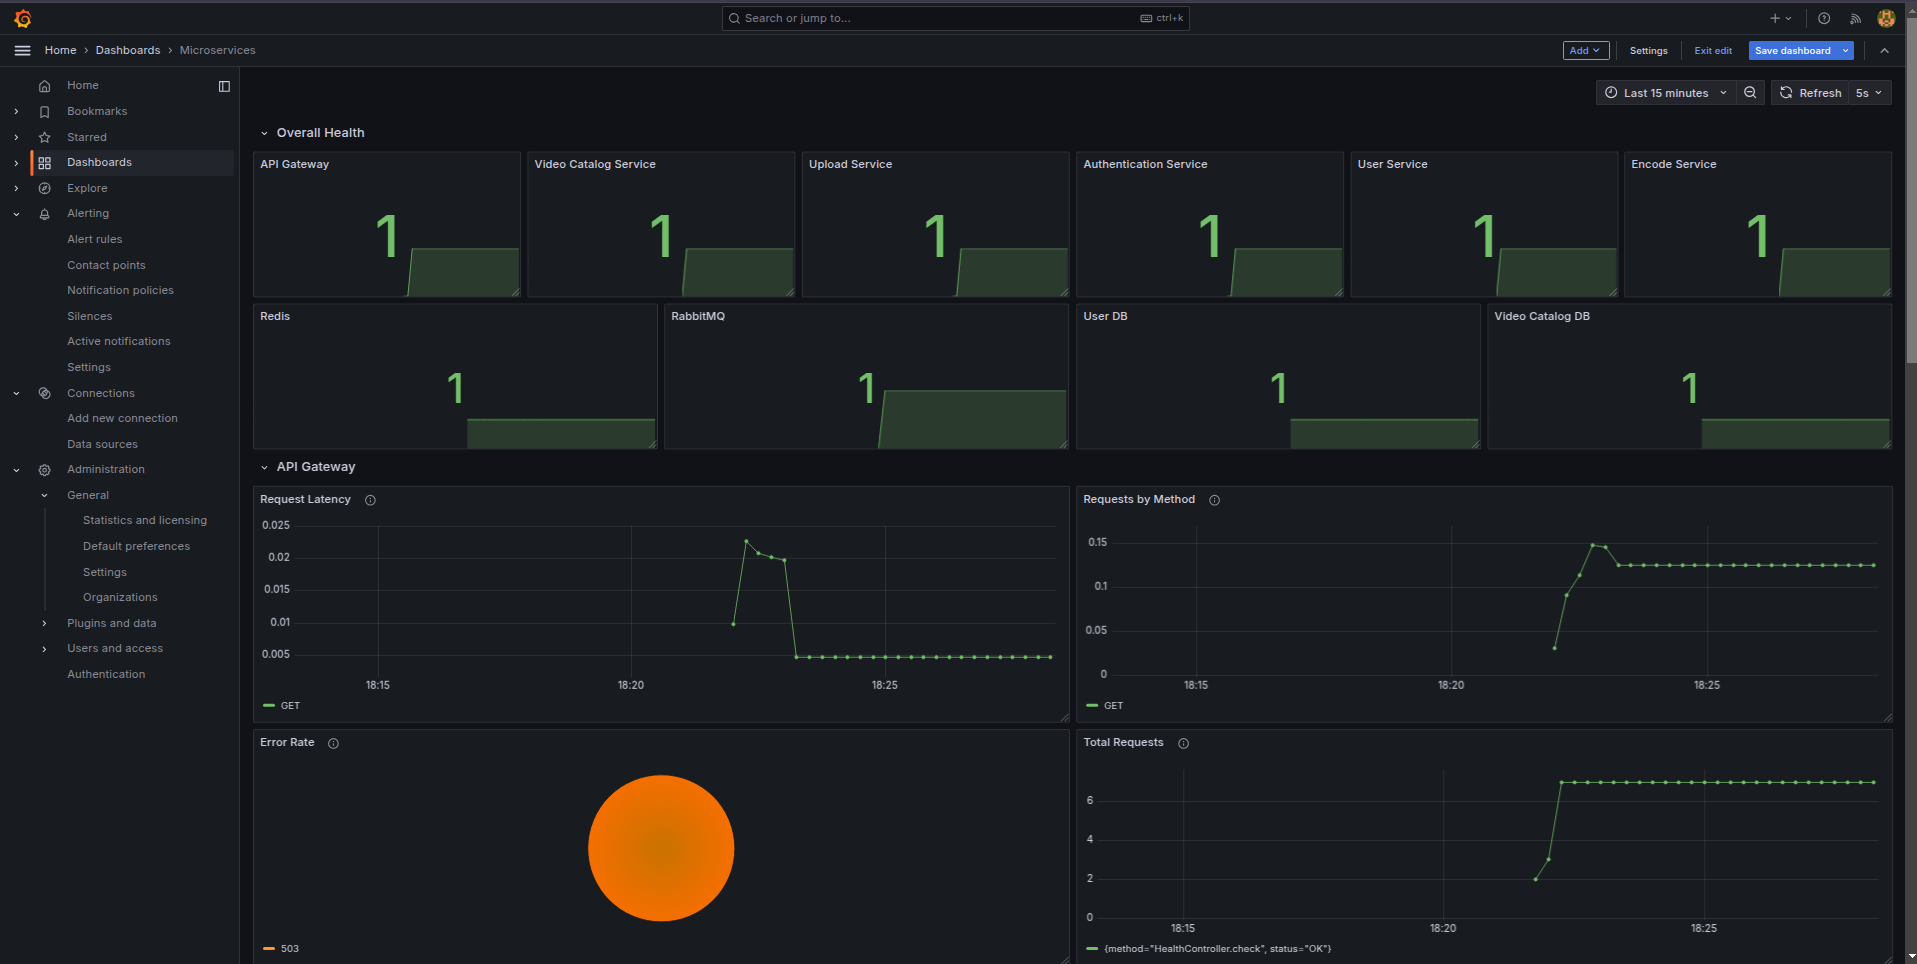 Search or jump to...
ctrl+k
Home › Dashboards › Microservices
Add
Settings
Exit edit
Save dashboard
Home
Bookmarks
Starred
Dashboards
Explore
Alerting
Alert rules
Contact points
Notification policies
Silences
Active notifications
Settings
Connections
Add new connection
Data sources
Administration
General
Statistics and licensing
Default preferences
Settings
Organizations
Plugins and data
Users and access
Authentication
Last 15 minutes
Refresh
5s
Overall Health
API Gateway
1
Video Catalog Service
1
Upload Service
1
Authentication Service
1
User Service
1
Encode Service
1
Redis
1
RabbitMQ
1
User DB
1
Video Catalog DB
1
API Gateway
Request Latency
0.025
0.02
0.015
0.01
0.005
18:15 18:20 18:25
GET
Requests by Method
0.15
0.1
0.05
0
18:15 18:20 18:25
GET
Error Rate
503
Total Requests
6
4
2
0
18:15 18:20 18:25
{method="HealthController.check", status="OK"}